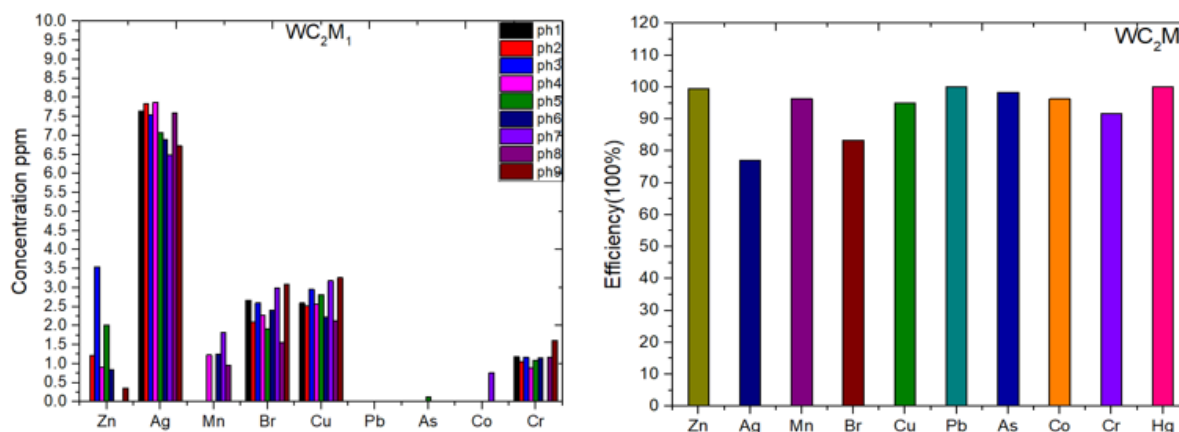 WC₂M₁
Concentration ppm
10.0
9.5
9.0
8.5
8.0
7.5
7.0
6.5
6.0
5.5
5.0
4.5
4.0
3.5
3.0
2.5
2.0
1.5
1.0
0.5
0.0
Zn Ag Mn Br Cu Pb As Co Cr
ph1
ph2
ph3
ph4
ph5
ph6
ph7
ph8
ph9
WC₂M
Efficiency(100%)
120
110
100
90
80
70
60
50
40
30
20
10
0
Zn Ag Mn Br Cu Pb As Co Cr Hg